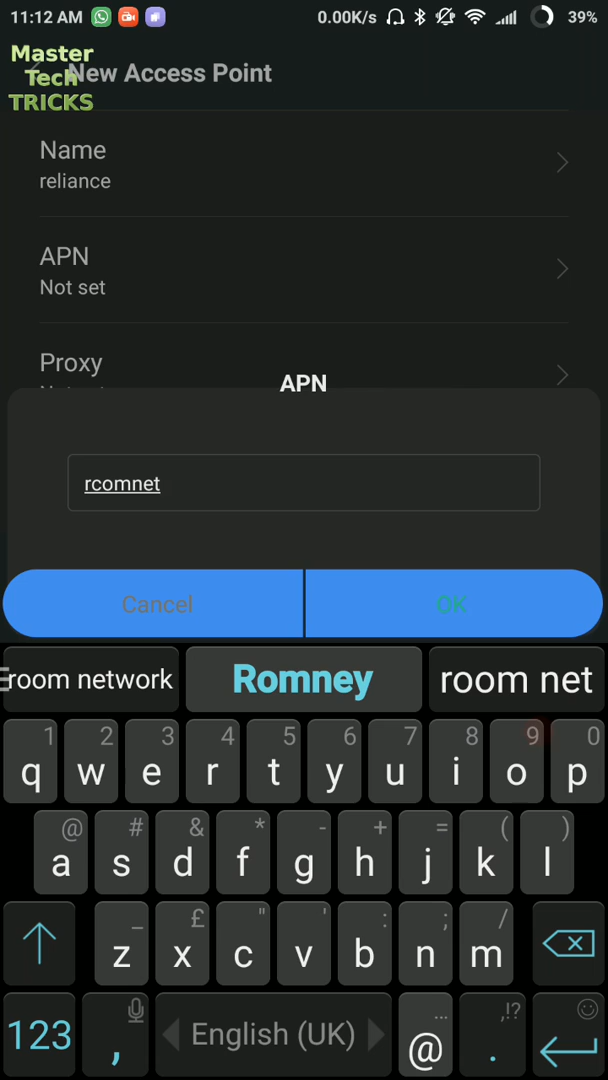 11:12 AM 0.00K/s 39%
Master
Tech
TRICKS
New Access Point
Name
reliance
APN
Not set
Proxy
APN
rcomnet
Cancel OK
room network Romney room net
1 2 3 4 5 6 7 8 9 0
q w e r t y u i o p
@ # & * - + = ( )
a s d f g h j k l
_ £ " ' : ; /
z x c v b n m
... ,!?
123 , English (UK) @ .